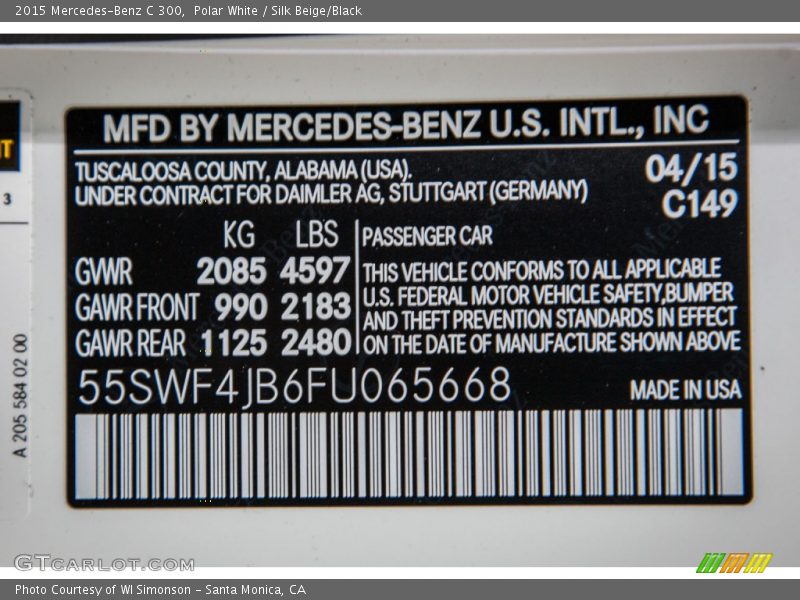 2015 Mercedes-Benz C 300,  Polar White / Silk Beige/Black
MFD BY MERCEDES-BENZ U.S. INTL., INC
TUSCALOOSA COUNTY, ALABAMA (USA). 04/15
UNDER CONTRACT FOR DAIMLER AG, STUTTGART (GERMANY) C149
KG LBS
GWR 2085 4597
GAWR FRONT 990 2183
GAWR REAR 1125 2480
PASSENGER CAR
THIS VEHICLE CONFORMS TO ALL APPLICABLE
U.S. FEDERAL MOTOR VEHICLE SAFETY,BUMPER
AND THEFT PREVENTION STANDARDS IN EFFECT
ON THE DATE OF MANUFACTURE SHOWN ABOVE
55SWF4JB6FU065668 MADE IN USA
3
A 205 584 02 00
GTCARLOT.COM
Photo Courtesy of WI Simonson - Santa Monica, CA